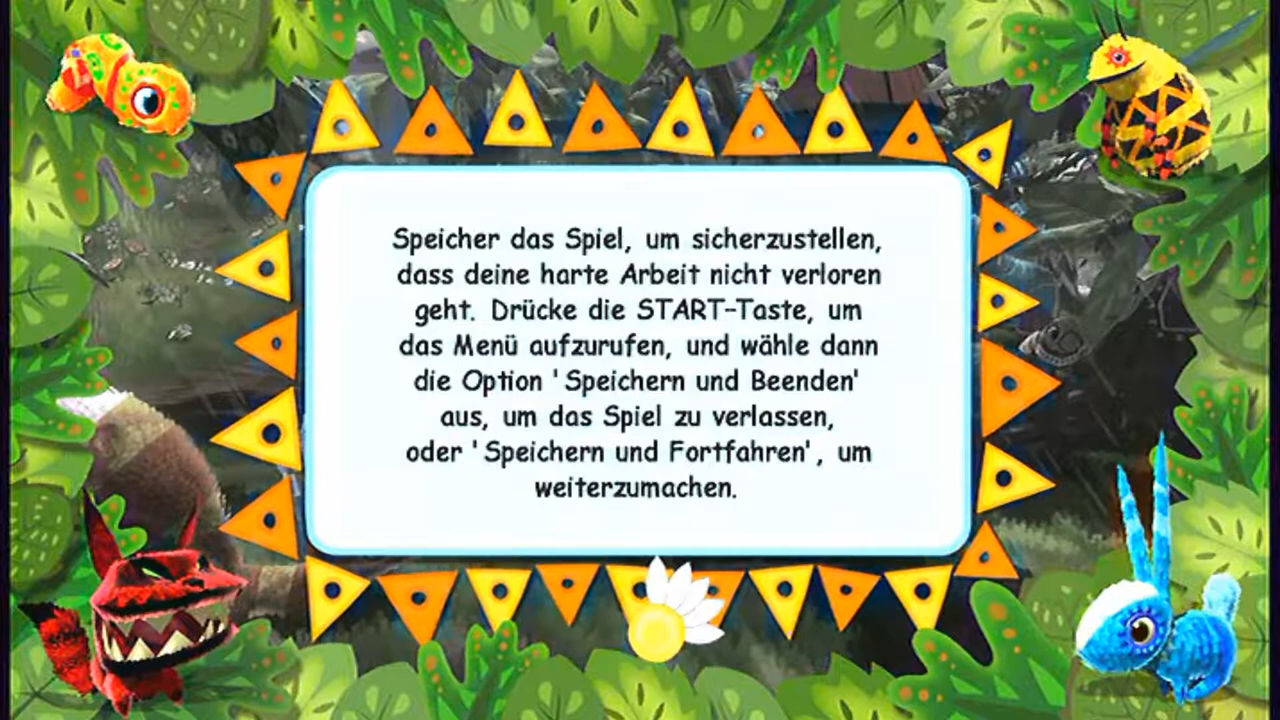 Speicher das Spiel, um sicherzustellen,
dass deine harte Arbeit nicht verloren
geht. Drücke die START-Taste, um
das Menü aufzurufen, und wähle dann
die Option 'Speichern und Beenden'
aus, um das Spiel zu verlassen,
oder 'Speichern und Fortfahren', um
weiterzumachen.